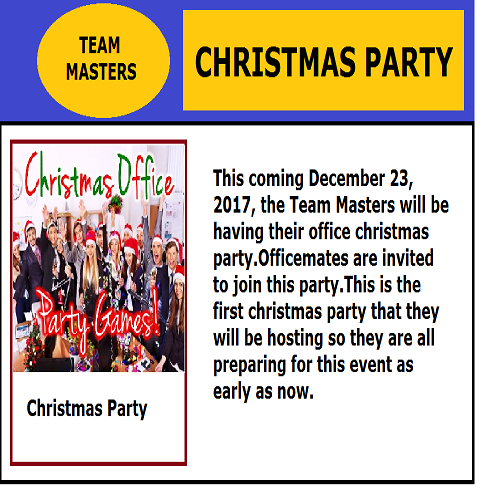 TEAM
MASTERS
CHRISTMAS PARTY
Christmas Office
Party Games!
Christmas Party
This coming December 23,
2017, the Team Masters will be
having their office christmas
party.Officemates are invited
to join this party.This is the
first christmas party that they
will be hosting so they are all
preparing for this event as
early as now.